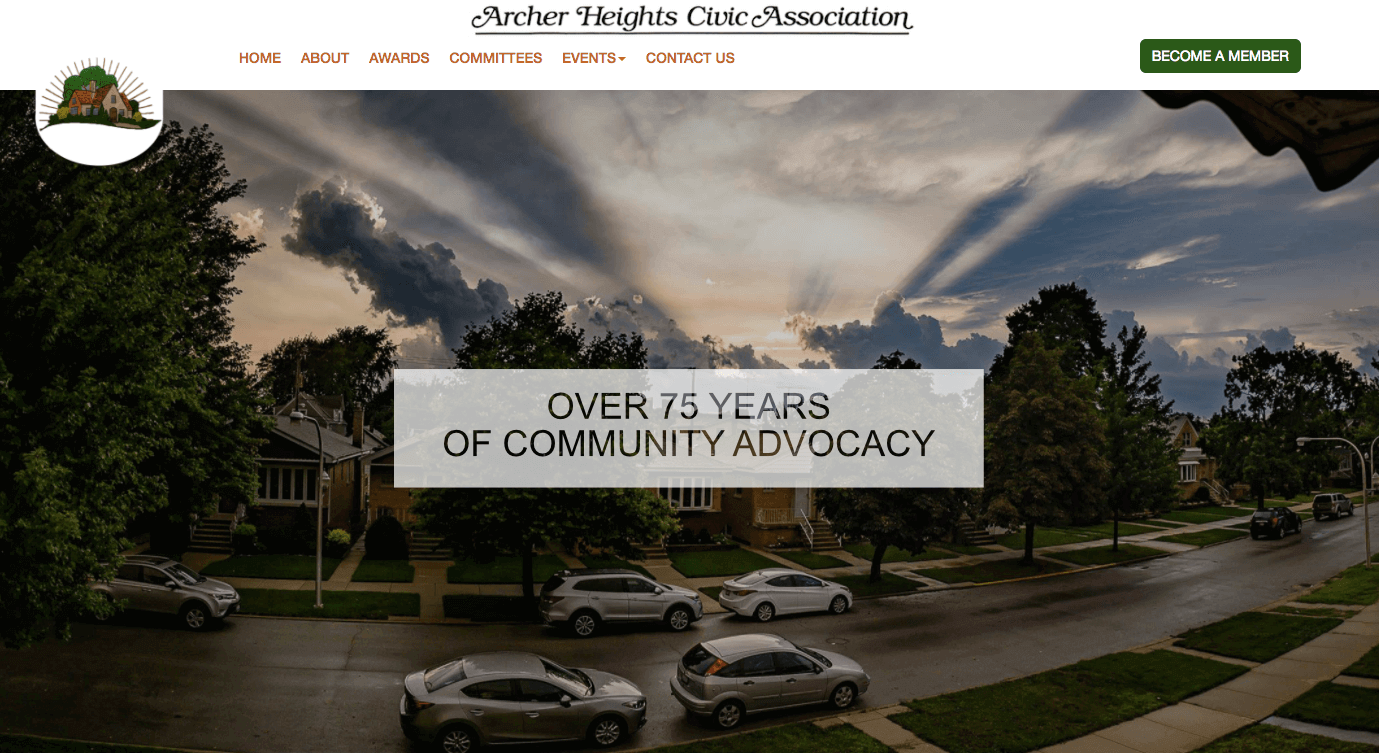 Archer Heights Civic Association
HOME ABOUT AWARDS COMMITTEES EVENTS CONTACT US
BECOME A MEMBER
OVER 75 YEARS
OF COMMUNITY ADVOCACY